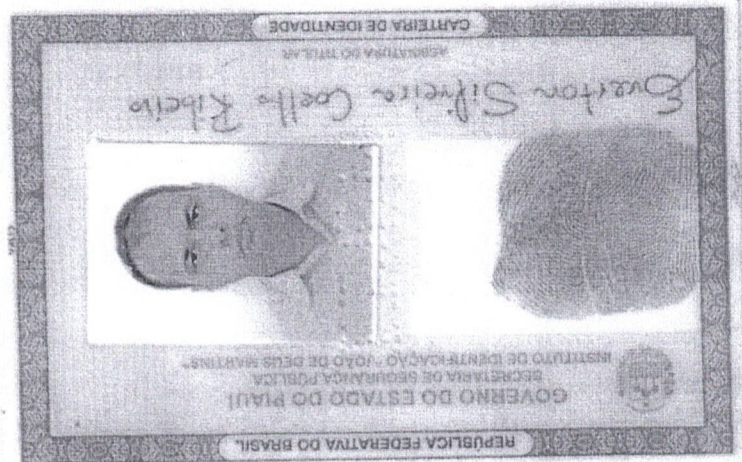 REPÚBLICA FEDERATIVA DO BRASIL
GOVERNO DO ESTADO DO PIAUÍ
SECRETARIA DE SEGURANÇA PÚBLICA
INSTITUTO DE IDENTIFICAÇÃO "JOÃO DE DEUS MARTINS"
Everton Silveira Coelho Ribeiro
ASSINATURA DO TITULAR
CARTEIRA DE IDENTIDADE